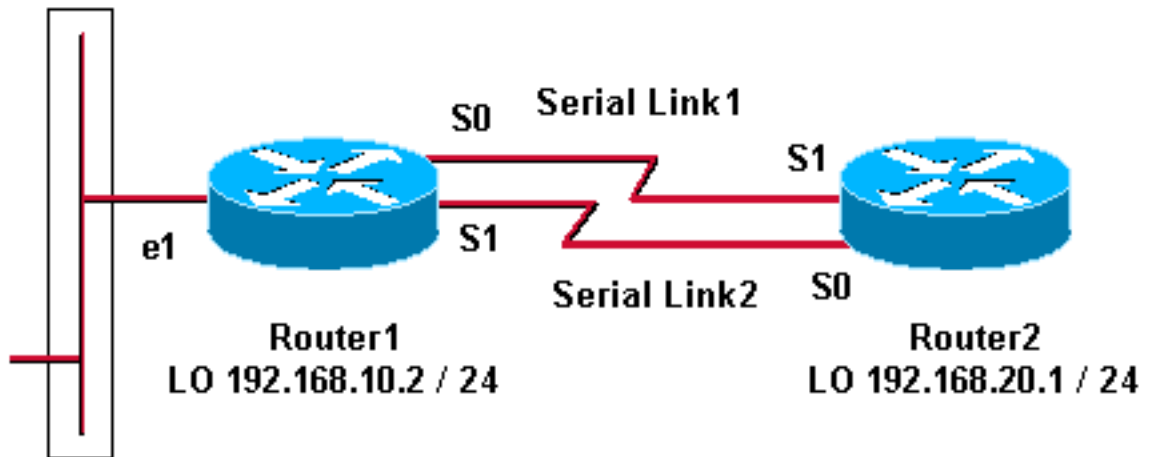 Serial Link1
S0
S1
e1
S1
Serial Link2
S0
Router1
LO 192.168.10.2 / 24
Router2
LO 192.168.20.1 / 24